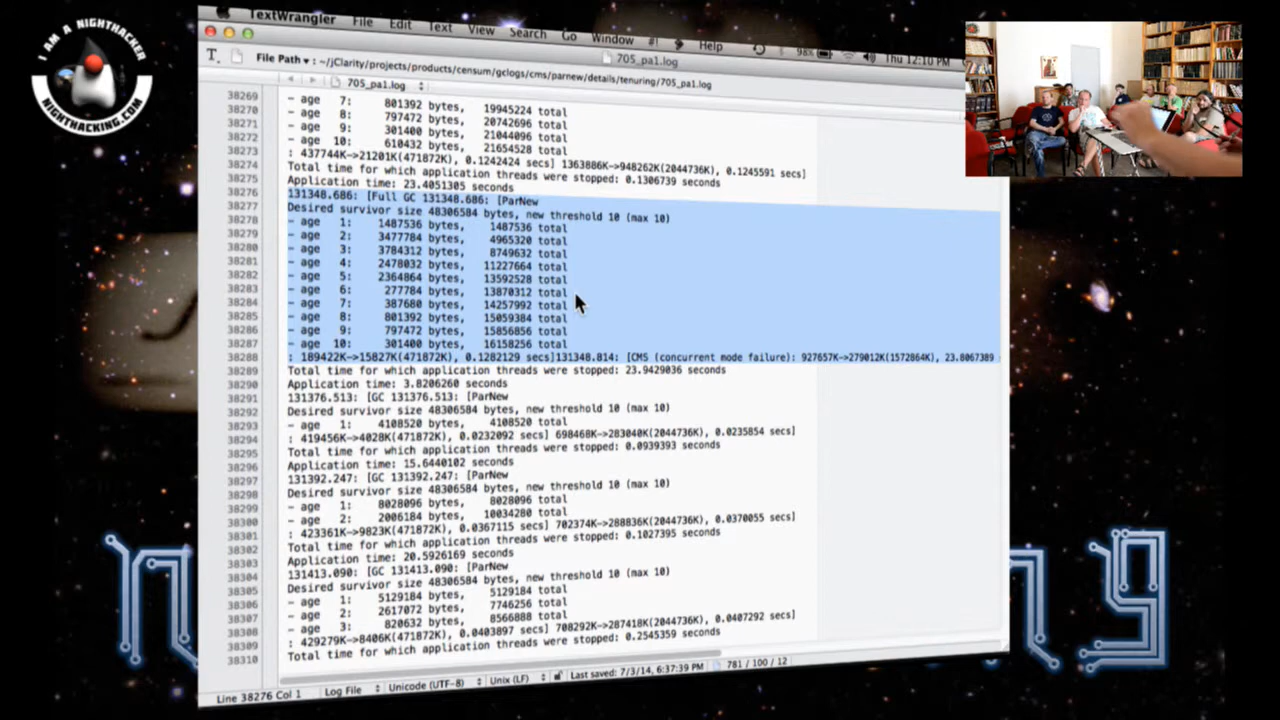 I AM A NIGHTHACKER
NIGHTHACKING.COM
TextWrangler File Edit Text View Search Go Window #! Help 98% Thu 12:10 PM
705_pa1.log
File Path ▾ : ~/jClarity/projects/products/censum/gclogs/cms/parnew/details/tenuring/705_pa1.log
705_pa1.log
38269 - age 7: 801392 bytes, 19945224 total
38270 - age 8: 797472 bytes, 20742696 total
38271 - age 9: 301400 bytes, 21044096 total
38272 - age 10: 610432 bytes, 21654528 total
38273 : 437744K->21201K(471872K), 0.1242424 secs] 1363886K->948262K(2044736K), 0.1245591 secs]
38274 Total time for which application threads were stopped: 0.1306739 seconds
38275 Application time: 23.4051305 seconds
38276 131348.686: [Full GC 131348.686: [ParNew
38277 Desired survivor size 48306584 bytes, new threshold 10 (max 10)
38278 - age 1: 1487536 bytes, 1487536 total
38279 - age 2: 3477784 bytes, 4965320 total
38280 - age 3: 3784312 bytes, 8749632 total
38281 - age 4: 2478032 bytes, 11227664 total
38282 - age 5: 2364864 bytes, 13592528 total
38283 - age 6: 277784 bytes, 13870312 total
38284 - age 7: 387680 bytes, 14257992 total
38285 - age 8: 801392 bytes, 15059384 total
38286 - age 9: 797472 bytes, 15856856 total
38287 - age 10: 301400 bytes, 16158256 total
38288 : 189422K->15827K(471872K), 0.1282129 secs]131348.814: [CMS (concurrent mode failure): 927657K->279012K(1572864K), 23.8067389
38289 Total time for which application threads were stopped: 23.9429036 seconds
38290 Application time: 3.8206260 seconds
38291 131376.513: [GC 131376.513: [ParNew
38292 Desired survivor size 48306584 bytes, new threshold 10 (max 10)
38293 - age 1: 4108520 bytes, 4108520 total
38294 : 419456K->4028K(471872K), 0.0232092 secs] 698468K->283040K(2044736K), 0.0235854 secs]
38295 Total time for which application threads were stopped: 0.0939393 seconds
38296 Application time: 15.6440102 seconds
38297 131392.247: [GC 131392.247: [ParNew
38298 Desired survivor size 48306584 bytes, new threshold 10 (max 10)
38299 - age 1: 8028096 bytes, 8028096 total
38300 - age 2: 2006184 bytes, 10034280 total
38301 : 423361K->9823K(471872K), 0.0367115 secs] 702374K->288836K(2044736K), 0.0370055 secs]
38302 Total time for which application threads were stopped: 0.1027395 seconds
38303 Application time: 20.5926169 seconds
38304 131413.090: [GC 131413.090: [ParNew
38305 Desired survivor size 48306584 bytes, new threshold 10 (max 10)
38306 - age 1: 5129184 bytes, 5129184 total
38307 - age 2: 2617072 bytes, 7746256 total
38308 - age 3: 820632 bytes, 8566888 total
38309 : 429279K->8406K(471872K), 0.0403897 secs] 708292K->287418K(2044736K), 0.0407292 secs]
38310 Total time for which application threads were stopped: 0.2545359 seconds
Line 38276 Col 1 Log File Unicode (UTF-8) Unix (LF) Last saved: 7/3/14, 6:37:39 PM 781 / 100 / 12